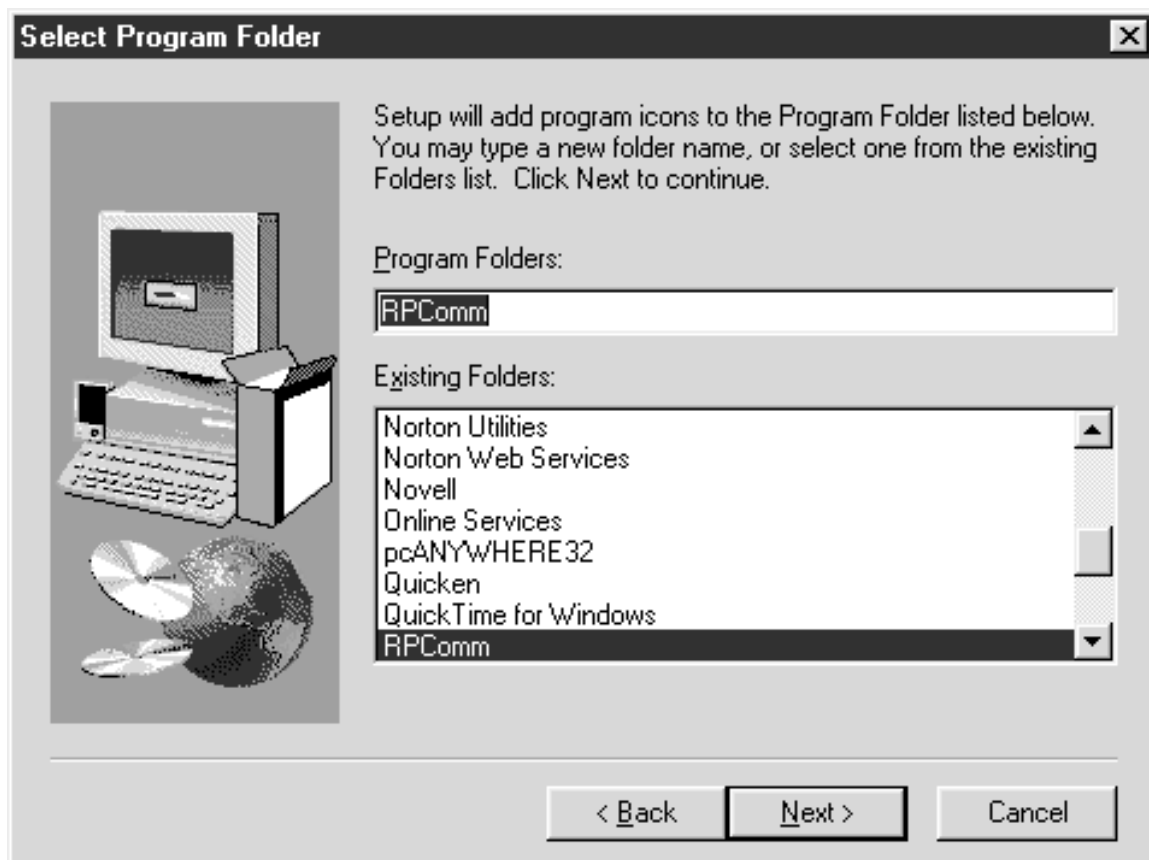 Select Program Folder
Setup will add program icons to the Program Folder listed below.
You may type a new folder name, or select one from the existing
Folders list.  Click Next to continue.
Program Folders:
RPComm
Existing Folders:
Norton Utilities
Norton Web Services
Novell
Online Services
pcANYWHERE32
Quicken
QuickTime for Windows
RPComm
< Back
Next >
Cancel